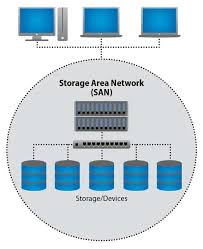 Storage Area Network
(SAN)
Storage/Devices